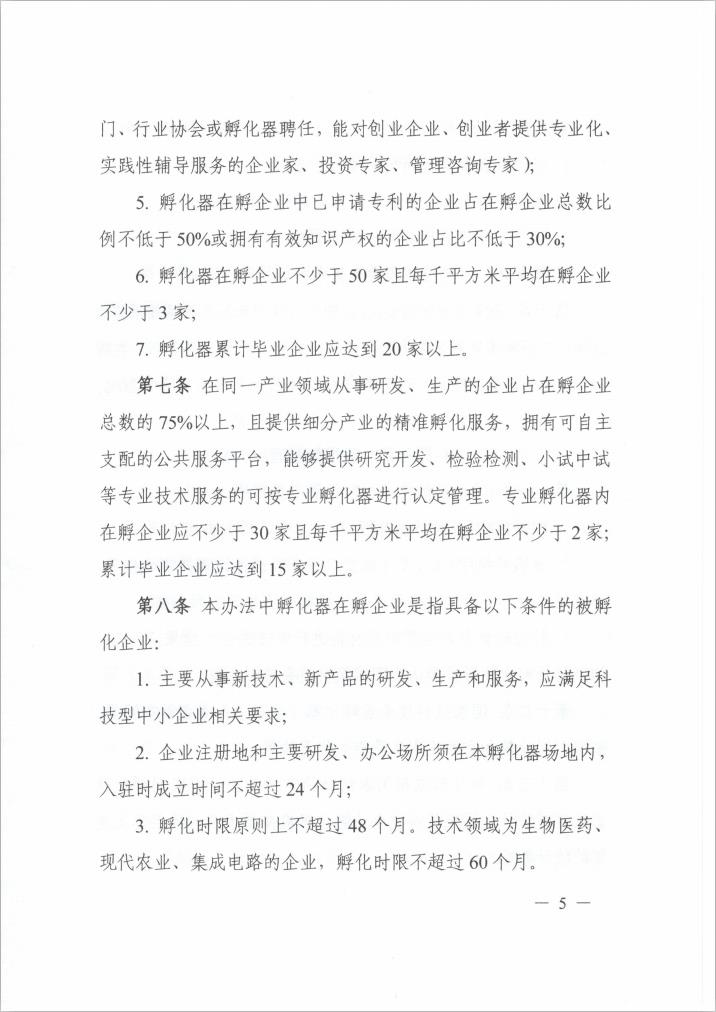 门、行业协会或孵化器聘任，能对创业企业、创业者提供专业化、
实践性辅导服务的企业家、投资专家、管理咨询专家）；
5. 孵化器在孵企业中已申请专利的企业占在孵企业总数比
例不低于 50%或拥有有效知识产权的企业占比不低于 30%；
6. 孵化器在孵企业不少于 50 家且每千平方米平均在孵企业
不少于 3 家；
7. 孵化器累计毕业企业应达到 20 家以上。
第七条 在同一产业领域从事研发、生产的企业占在孵企业
总数的 75%以上，且提供细分产业的精准孵化服务，拥有可自主
支配的公共服务平台，能够提供研究开发、检验检测、小试中试
等专业技术服务的可按专业孵化器进行认定管理。专业孵化器内
在孵企业应不少于 30 家且每千平方米平均在孵企业不少于 2 家；
累计毕业企业应达到 15 家以上。
第八条 本办法中孵化器在孵企业是指具备以下条件的被孵
化企业：
1. 主要从事新技术、新产品的研发、生产和服务，应满足科
技型中小企业相关要求；
2. 企业注册地和主要研发、办公场所须在本孵化器场地内，
入驻时成立时间不超过 24 个月；
3. 孵化时限原则上不超过 48 个月。技术领域为生物医药、
现代农业、集成电路的企业，孵化时限不超过 60 个月。
— 5 —